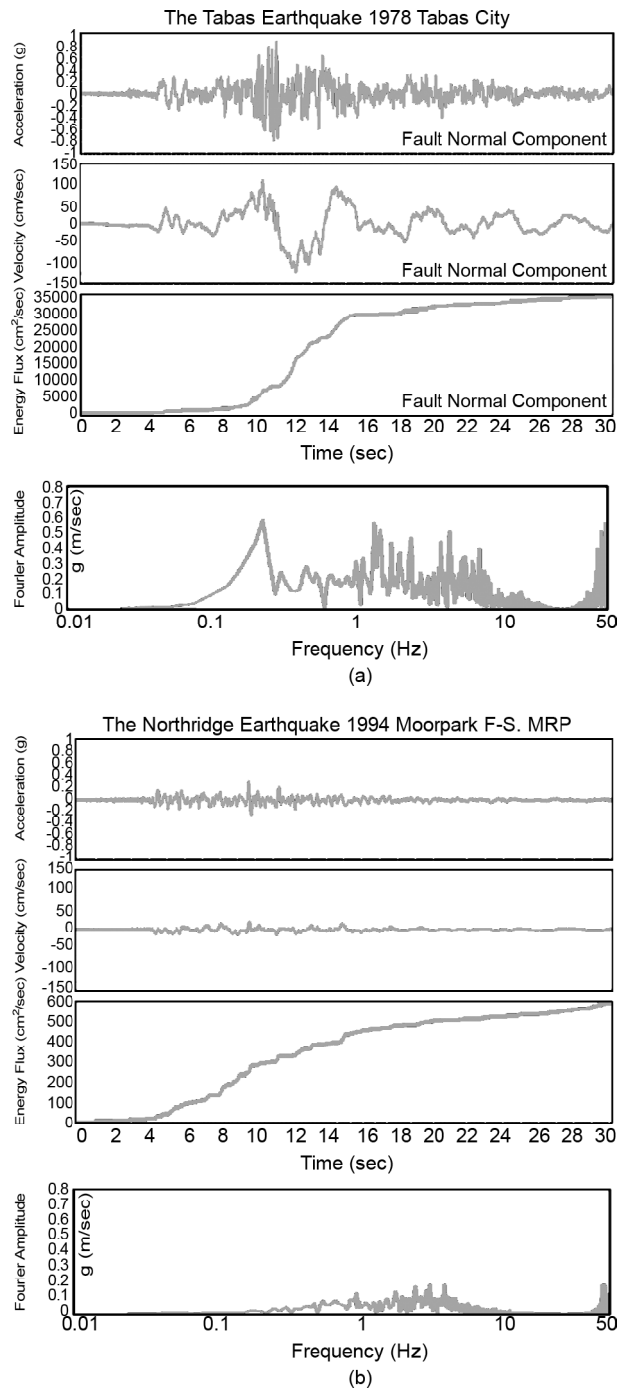 The Tabas Earthquake 1978 Tabas City
Acceleration (g)
1
0.8
0.6
0.4
0.2
0
-0.2
-0.4
-0.6
-0.8
-1
Fault Normal Component
Velocity (cm/sec)
150
100
50
0
-50
-100
-150
Fault Normal Component
Energy Flux (cm²/sec)
35000
30000
25000
20000
15000
10000
5000
0
Fault Normal Component
0 2 4 6 8 10 12 14 16 18 20 22 24 26 28 30
Time (sec)
Fourler Amplitude
g (m/sec)
0.8
0.7
0.6
0.5
0.4
0.3
0.2
0.1
0
0.01 0.1 1 10 50
Frequency (Hz)
(a)
The Northridge Earthquake 1994 Moorpark F-S. MRP
Acceleration (g)
1
0.8
0.6
0.4
0.2
0
-0.2
-0.4
-0.6
-0.8
-1
Velocity (cm/sec)
150
100
50
0
-50
-100
-150
Energy Flux (cm²/sec)
600
500
400
300
200
100
0
0 2 4 6 8 10 12 14 16 18 20 22 24 26 28 30
Time (sec)
Fourer Amplitude
g (m/sec)
0.8
0.7
0.6
0.5
0.4
0.3
0.2
0.1
0
0.01 0.1 1 10 50
Frequency (Hz)
(b)